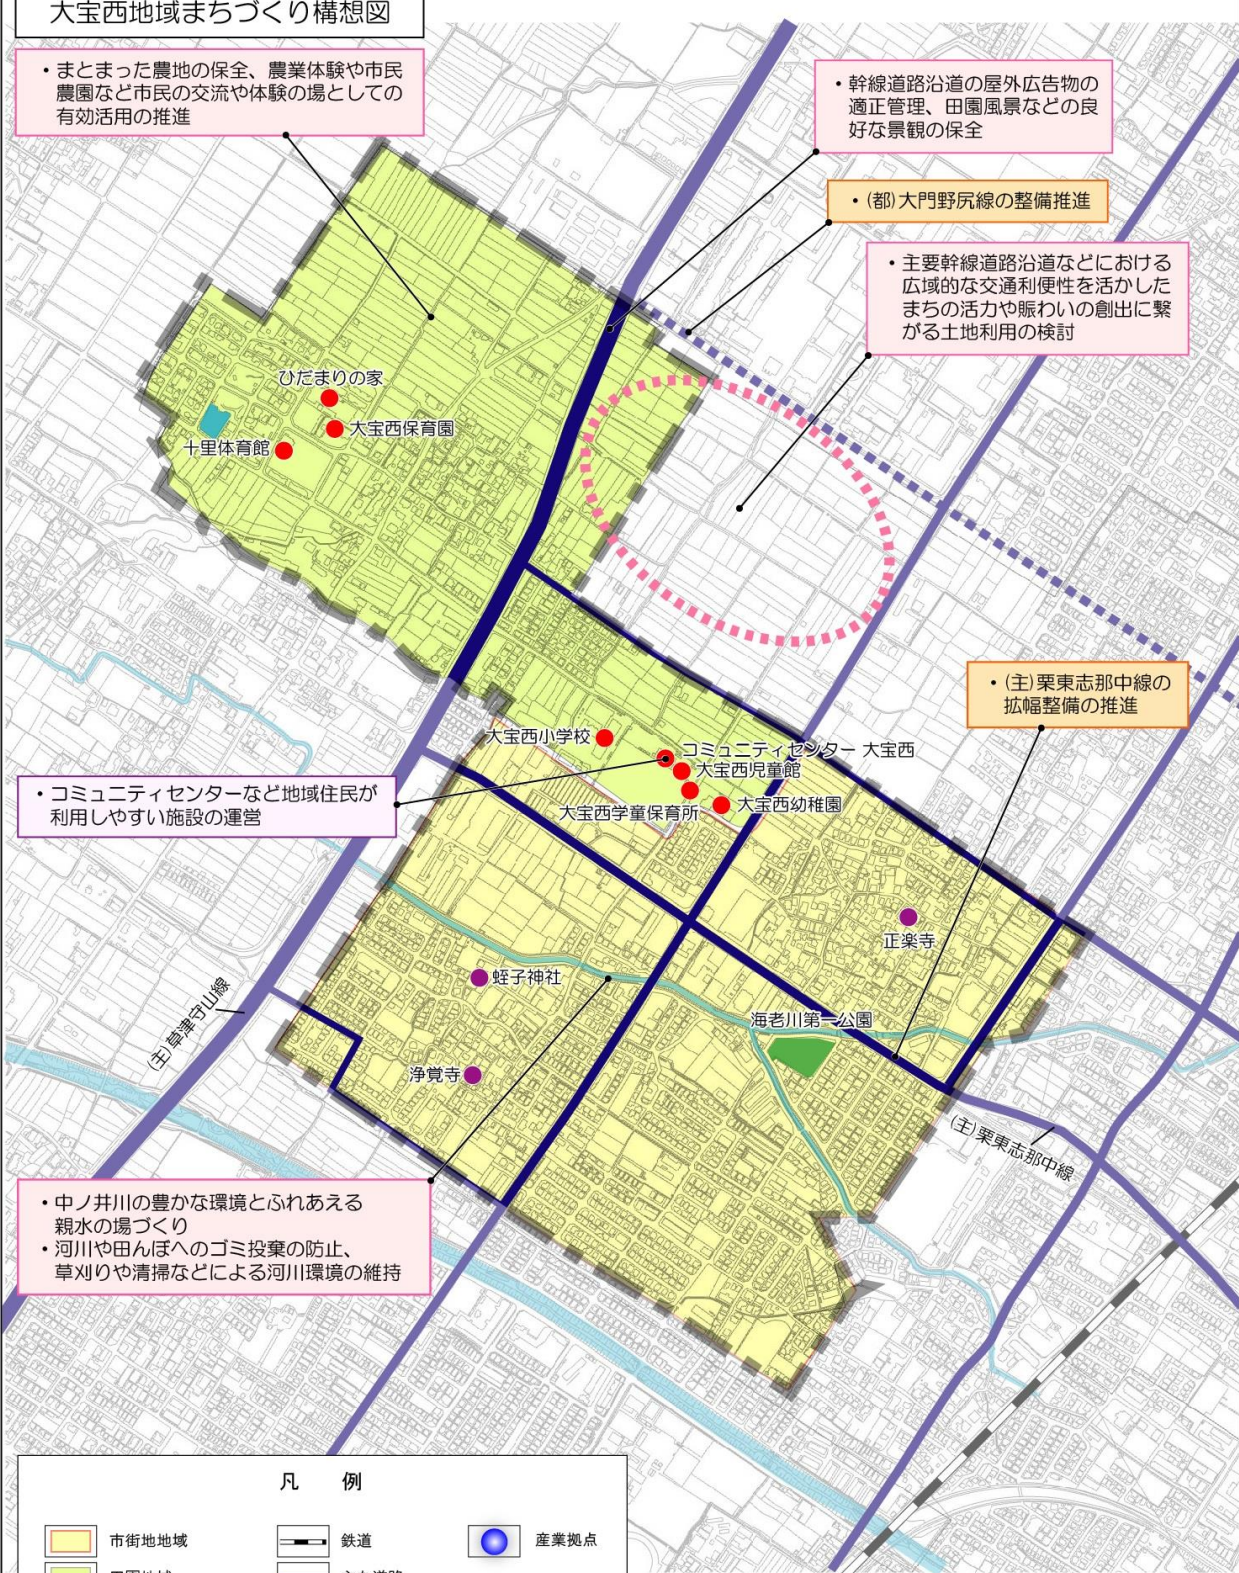 大宝西地域まちづくり構想図
・まとまった農地の保全、農業体験や市民
農園など市民の交流や体験の場としての
有効活用の推進
・幹線道路沿道の屋外広告物の
適正管理、田園風景などの良
好な景観の保全
・(都)大門野尻線の整備推進
・主要幹線道路沿道などにおける
広域的な交通利便性を活かした
まちの活力や賑わいの創出に繋
がる土地利用の検討
ひだまりの家
大宝西保育園
十里体育館
・(主)栗東志那中線の
拡幅整備の推進
大宝西小学校
コミュニティセンター 大宝西
大宝西児童館
大宝西学童保育所
大宝西幼稚園
・コミュニティセンターなど地域住民が
利用しやすい施設の運営
正楽寺
蛭子神社
海老川第一公園
浄覚寺
(主)草津守山線
(主)栗東志那中線
・中ノ井川の豊かな環境とふれあえる
親水の場づくり
・河川や田んぼへのゴミ投棄の防止、
草刈りや清掃などによる河川環境の維持
凡 例
市街地地域
鉄道
産業拠点